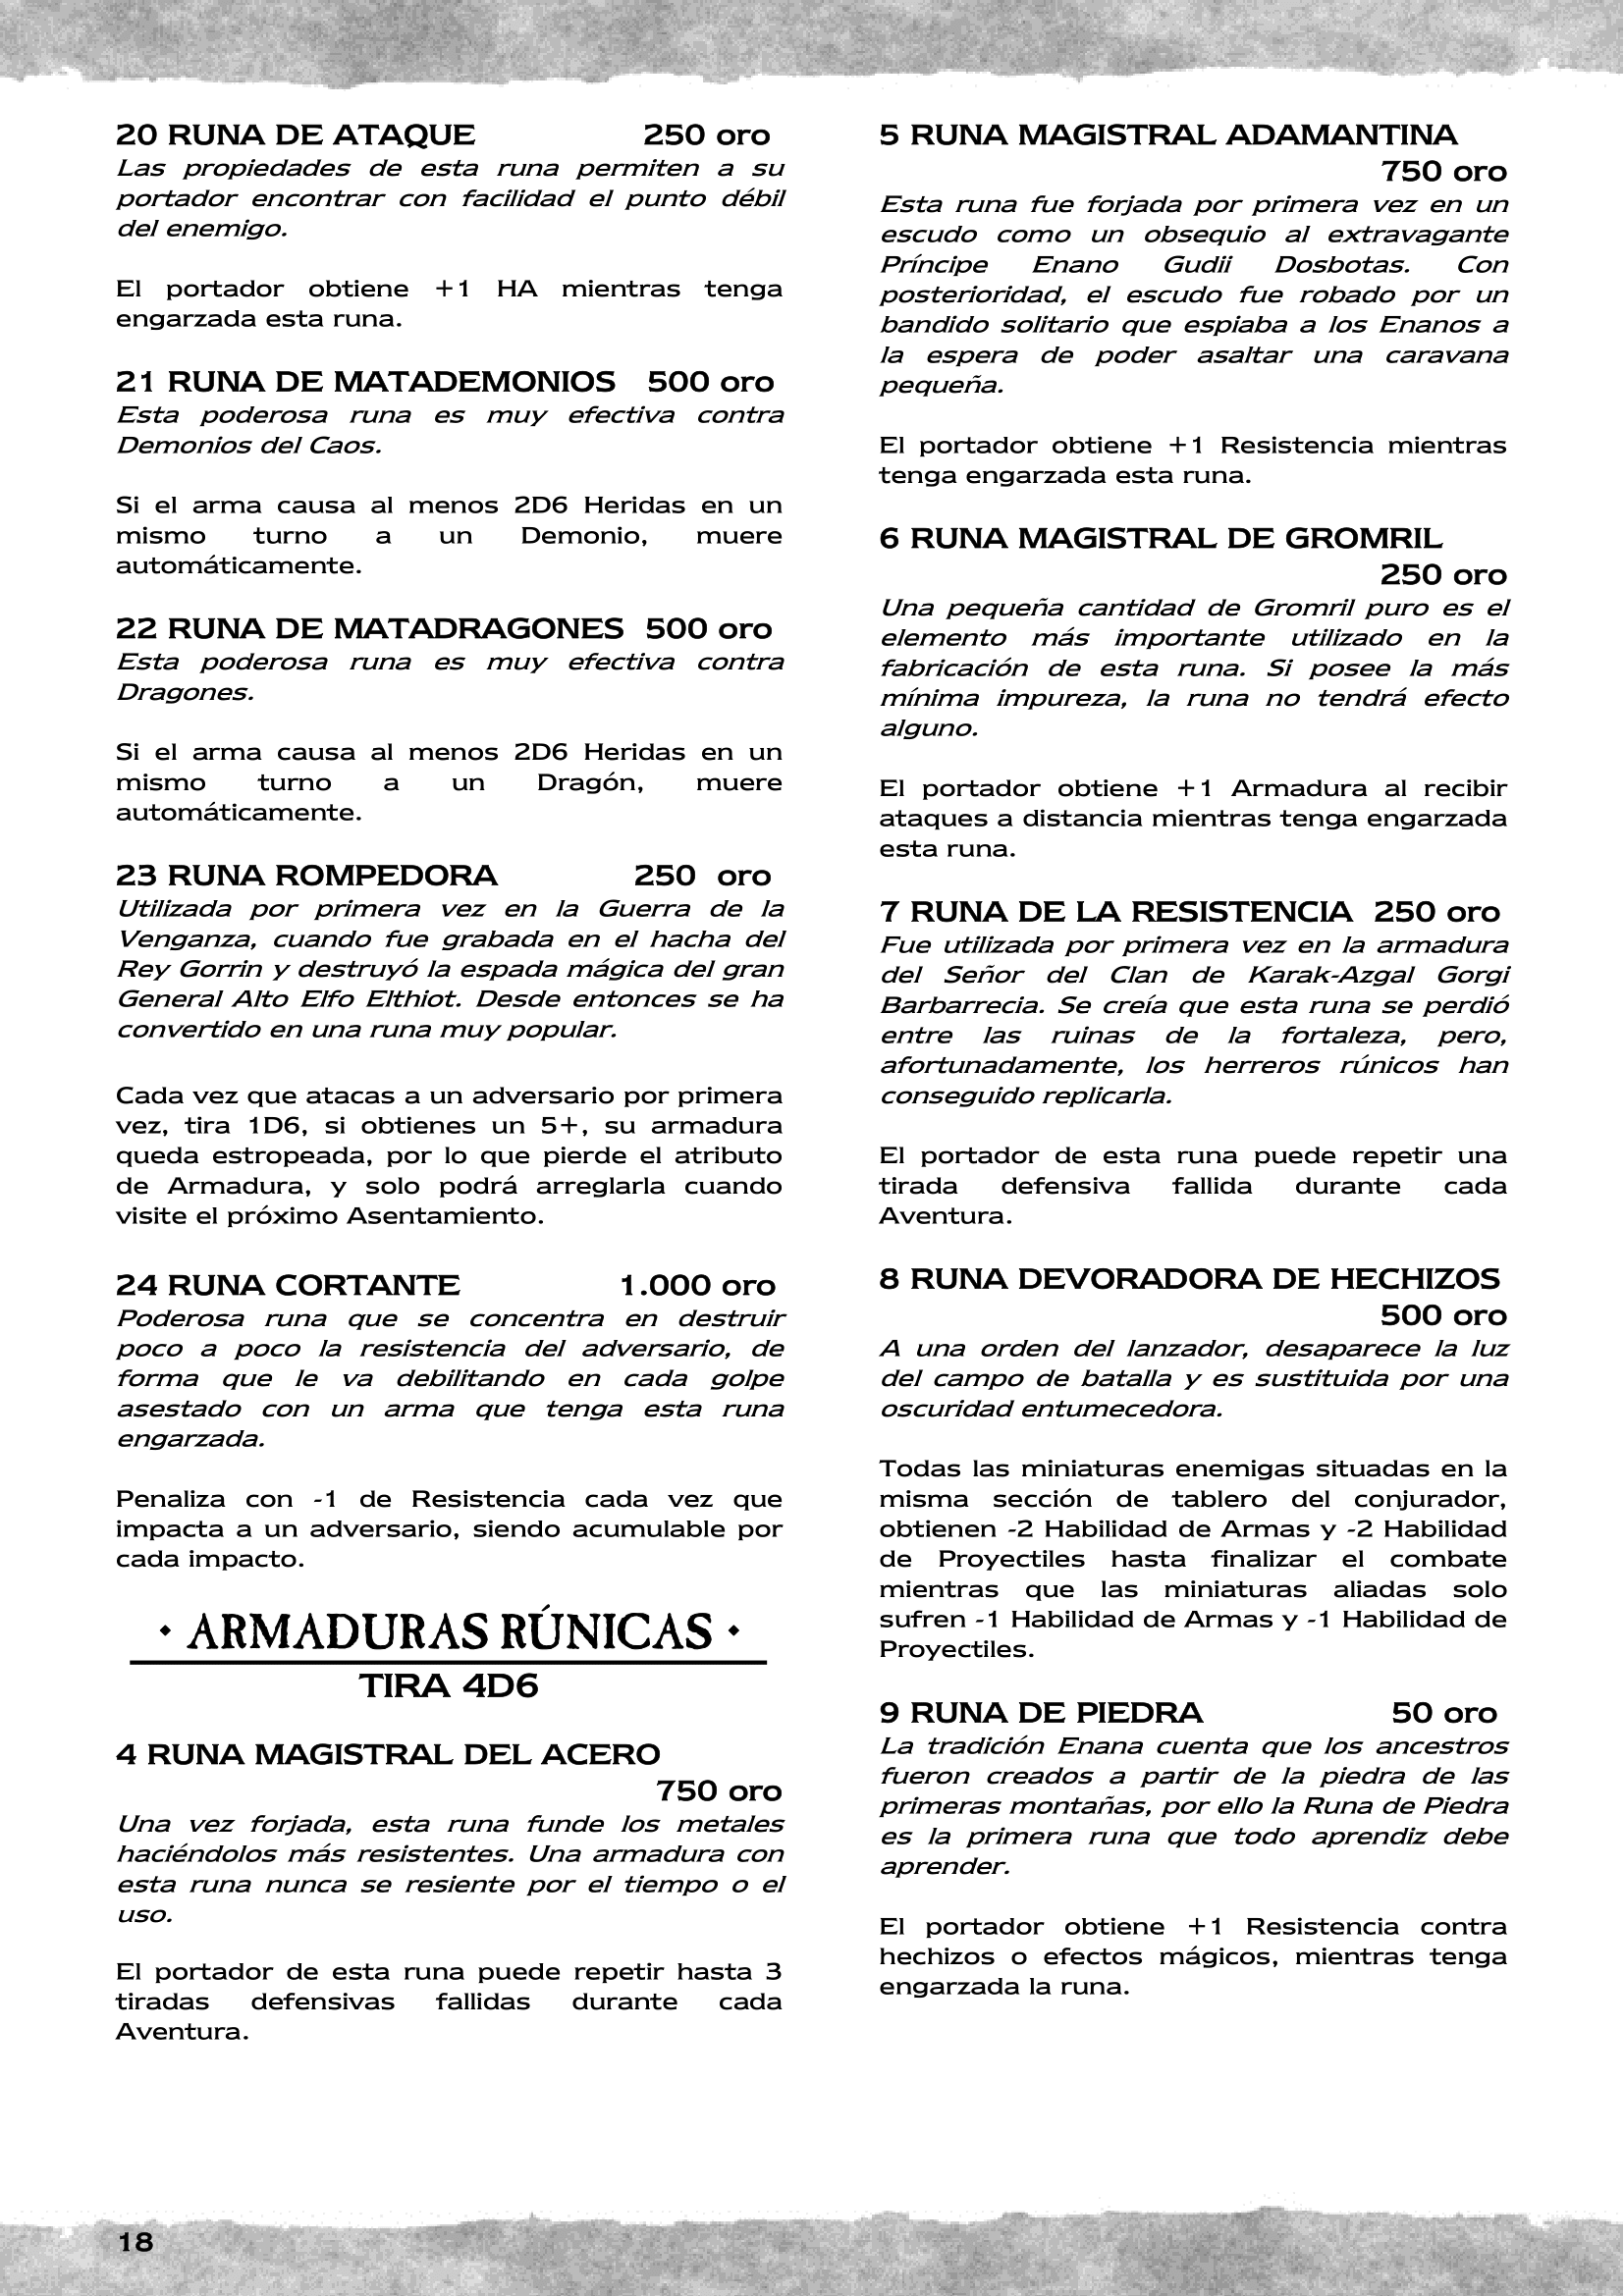 20 RUNA DE ATAQUE 250 oro
Las propiedades de esta runa permiten a su
portador encontrar con facilidad el punto débil
del enemigo.
El portador obtiene +1 HA mientras tenga
engarzada esta runa.
21 RUNA DE MATADEMONIOS 500 oro
Esta poderosa runa es muy efectiva contra
Demonios del Caos.
Si el arma causa al menos 2D6 Heridas en un
mismo turno a un Demonio, muere
automáticamente.
22 RUNA DE MATADRAGONES 500 oro
Esta poderosa runa es muy efectiva contra
Dragones.
Si el arma causa al menos 2D6 Heridas en un
mismo turno a un Dragón, muere
automáticamente.
23 RUNA ROMPEDORA 250 oro
Utilizada por primera vez en la Guerra de la
Venganza, cuando fue grabada en el hacha del
Rey Gorrin y destruyó la espada mágica del gran
General Alto Elfo Elthiot. Desde entonces se ha
convertido en una runa muy popular.
Cada vez que atacas a un adversario por primera
vez, tira 1D6, si obtienes un 5+, su armadura
queda estropeada, por lo que pierde el atributo
de Armadura, y solo podrá arreglarla cuando
visite el próximo Asentamiento.
24 RUNA CORTANTE 1.000 oro
Poderosa runa que se concentra en destruir
poco a poco la resistencia del adversario, de
forma que le va debilitando en cada golpe
asestado con un arma que tenga esta runa
engarzada.
Penaliza con -1 de Resistencia cada vez que
impacta a un adversario, siendo acumulable por
cada impacto.
· ARMADURAS RÚNICAS ·
TIRA 4D6
4 RUNA MAGISTRAL DEL ACERO
750 oro
Una vez forjada, esta runa funde los metales
haciéndolos más resistentes. Una armadura con
esta runa nunca se resiente por el tiempo o el
uso.
El portador de esta runa puede repetir hasta 3
tiradas defensivas fallidas durante cada
Aventura.
5 RUNA MAGISTRAL ADAMANTINA
750 oro
Esta runa fue forjada por primera vez en un
escudo como un obsequio al extravagante
Príncipe Enano Gudii Dosbotas. Con
posterioridad, el escudo fue robado por un
bandido solitario que espiaba a los Enanos a
la espera de poder asaltar una caravana
pequeña.
El portador obtiene +1 Resistencia mientras
tenga engarzada esta runa.
6 RUNA MAGISTRAL DE GROMRIL
250 oro
Una pequeña cantidad de Gromril puro es el
elemento más importante utilizado en la
fabricación de esta runa. Si posee la más
mínima impureza, la runa no tendrá efecto
alguno.
El portador obtiene +1 Armadura al recibir
ataques a distancia mientras tenga engarzada
esta runa.
7 RUNA DE LA RESISTENCIA 250 oro
Fue utilizada por primera vez en la armadura
del Señor del Clan de Karak-Azgal Gorgi
Barbarrecia. Se creía que esta runa se perdió
entre las ruinas de la fortaleza, pero,
afortunadamente, los herreros rúnicos han
conseguido replicarla.
El portador de esta runa puede repetir una
tirada defensiva fallida durante cada
Aventura.
8 RUNA DEVORADORA DE HECHIZOS
500 oro
A una orden del lanzador, desaparece la luz
del campo de batalla y es sustituida por una
oscuridad entumecedora.
Todas las miniaturas enemigas situadas en la
misma sección de tablero del conjurador,
obtienen -2 Habilidad de Armas y -2 Habilidad
de Proyectiles hasta finalizar el combate
mientras que las miniaturas aliadas solo
sufren -1 Habilidad de Armas y -1 Habilidad de
Proyectiles.
9 RUNA DE PIEDRA 50 oro
La tradición Enana cuenta que los ancestros
fueron creados a partir de la piedra de las
primeras montañas, por ello la Runa de Piedra
es la primera runa que todo aprendiz debe
aprender.
El portador obtiene +1 Resistencia contra
hechizos o efectos mágicos, mientras tenga
engarzada la runa.
18